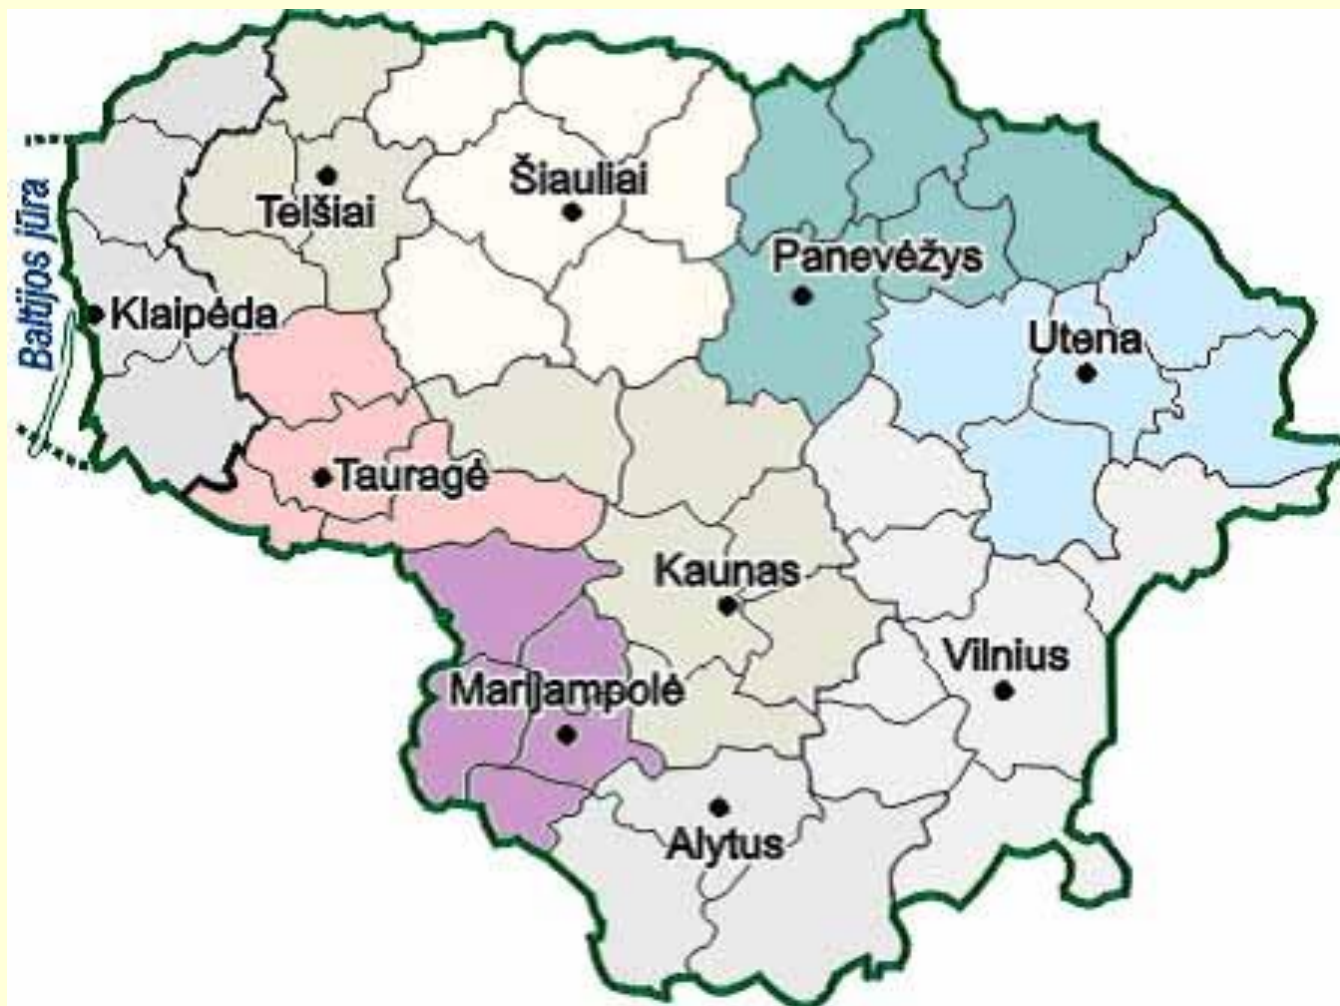 Telšiai
Šiauliai
Panevėžys
Baltijos jūra
Klaipėda
Utena
Tauragė
Kaunas
Vilnius
Marijampolė
Alytus